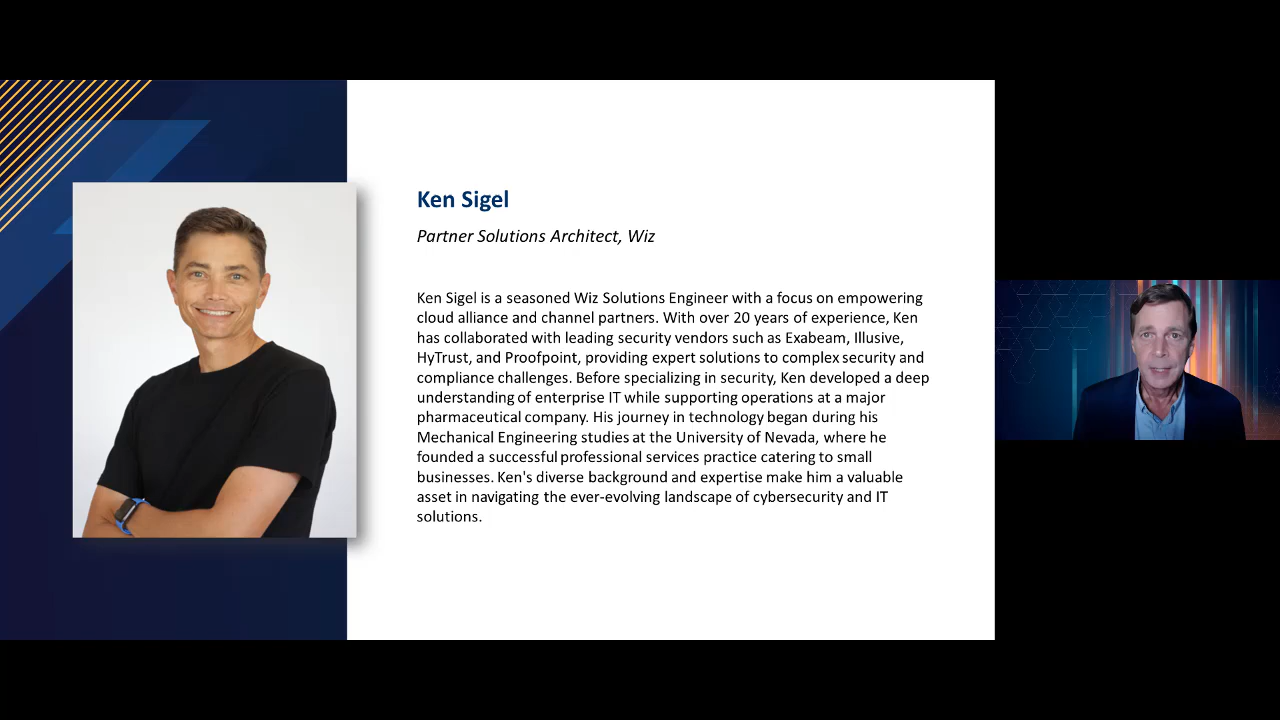 Ken Sigel
Partner Solutions Architect, Wiz
Ken Sigel is a seasoned Wiz Solutions Engineer with a focus on empowering
cloud alliance and channel partners. With over 20 years of experience, Ken
has collaborated with leading security vendors such as Exabeam, Illusive,
HyTrust, and Proofpoint, providing expert solutions to complex security and
compliance challenges. Before specializing in security, Ken developed a deep
understanding of enterprise IT while supporting operations at a major
pharmaceutical company. His journey in technology began during his
Mechanical Engineering studies at the University of Nevada, where he
founded a successful professional services practice catering to small
businesses. Ken's diverse background and expertise make him a valuable
asset in navigating the ever-evolving landscape of cybersecurity and IT
solutions.